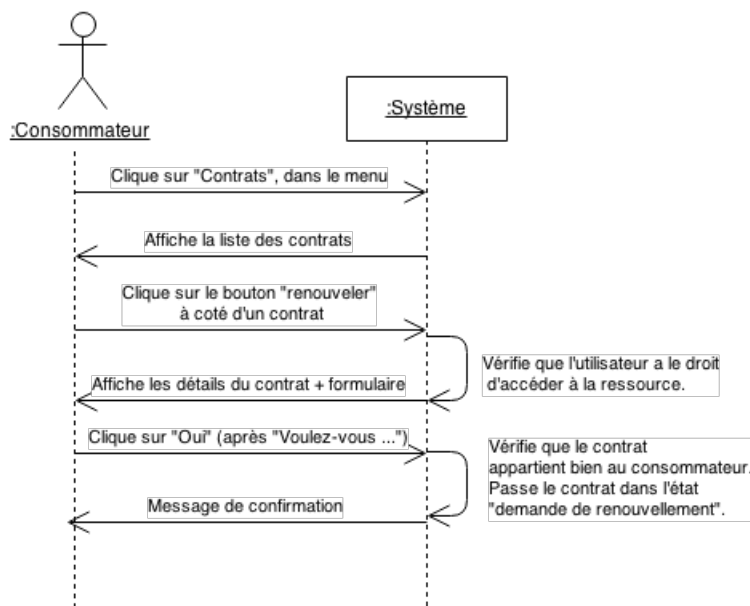 :Consommateur
:Système
Clique sur "Contrats", dans le menu
Affiche la liste des contrats
Clique sur le bouton "renouveler"
à coté d'un contrat
Vérifie que l'utilisateur a le droit
d'accéder à la ressource.
Affiche les détails du contrat + formulaire
Clique sur "Oui" (après "Voulez-vous ...")
Vérifie que le contrat
appartient bien au consommateur.
Passe le contrat dans l'état
"demande de renouvellement".
Message de confirmation